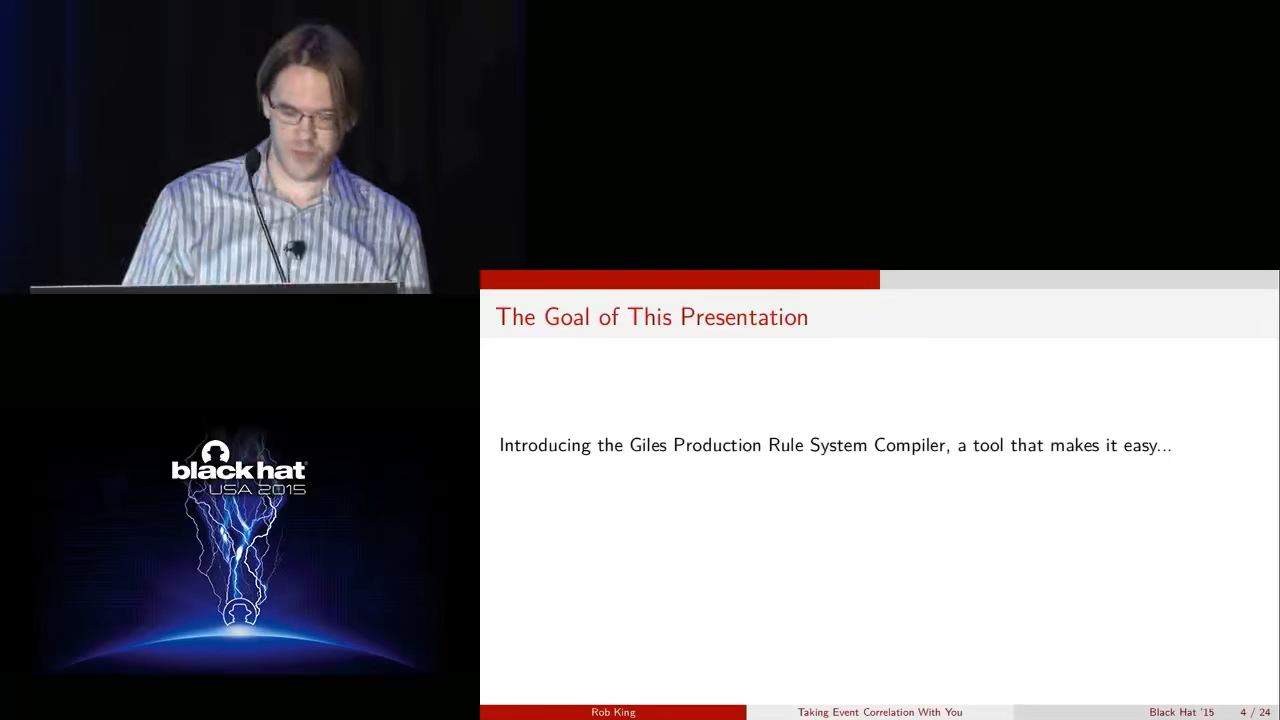 The Goal of This Presentation
Introducing the Giles Production Rule System Compiler, a tool that makes it easy...
black hat
USA 2015
Rob King
Taking Event Correlation With You
Black Hat '15
4 / 24